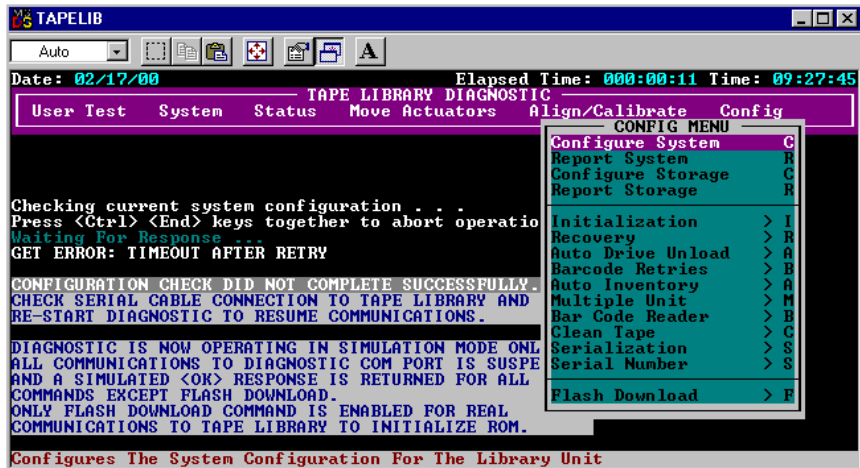 TAPELIB
Auto
A
Date: 02/17/00 Elapsed Time: 000:00:11 Time: 09:27:45
TAPE LIBRARY DIAGNOSTIC
User Test System Status Move Actuators Align/Calibrate Config
CONFIG MENU
Configure System C
Report System R
Configure Storage C
Report Storage R
Initialization > I
Recovery > R
Auto Drive Unload > A
Barcode Retries > B
Auto Inventory > A
Multiple Unit > M
Bar Code Reader > B
Clean Tape > C
Serialization > S
Serial Number > S
Flash Download > F
Checking current system configuration . . .
Press <Ctrl> <End> keys together to abort operatio
Waiting For Response ...
GET ERROR: TIMEOUT AFTER RETRY
CONFIGURATION CHECK DID NOT COMPLETE SUCCESSFULLY.
CHECK SERIAL CABLE CONNECTION TO TAPE LIBRARY AND
RE-START DIAGNOSTIC TO RESUME COMMUNICATIONS.
DIAGNOSTIC IS NOW OPERATING IN SIMULATION MODE ONL
ALL COMMUNICATIONS TO DIAGNOSTIC COM PORT IS SUSPE
AND A SIMULATED <OK> RESPONSE IS RETURNED FOR ALL
COMMANDS EXCEPT FLASH DOWNLOAD.
ONLY FLASH DOWNLOAD COMMAND IS ENABLED FOR REAL
COMMUNICATIONS TO TAPE LIBRARY TO INITIALIZE ROM.
Configures The System Configuration For The Library Unit